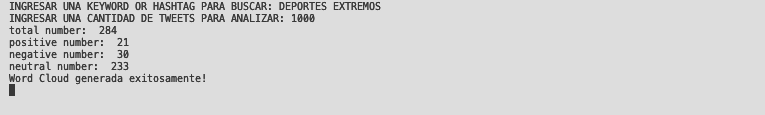 INGRESAR UNA KEYWORD OR HASHTAG PARA BUSCAR: DEPORTES EXTREMOS
INGRESAR UNA CANTIDAD DE TWEETS PARA ANALIZAR: 1000
total number:  284
positive number:  21
negative number:  30
neutral number:  233
Word Cloud generada exitosamente!